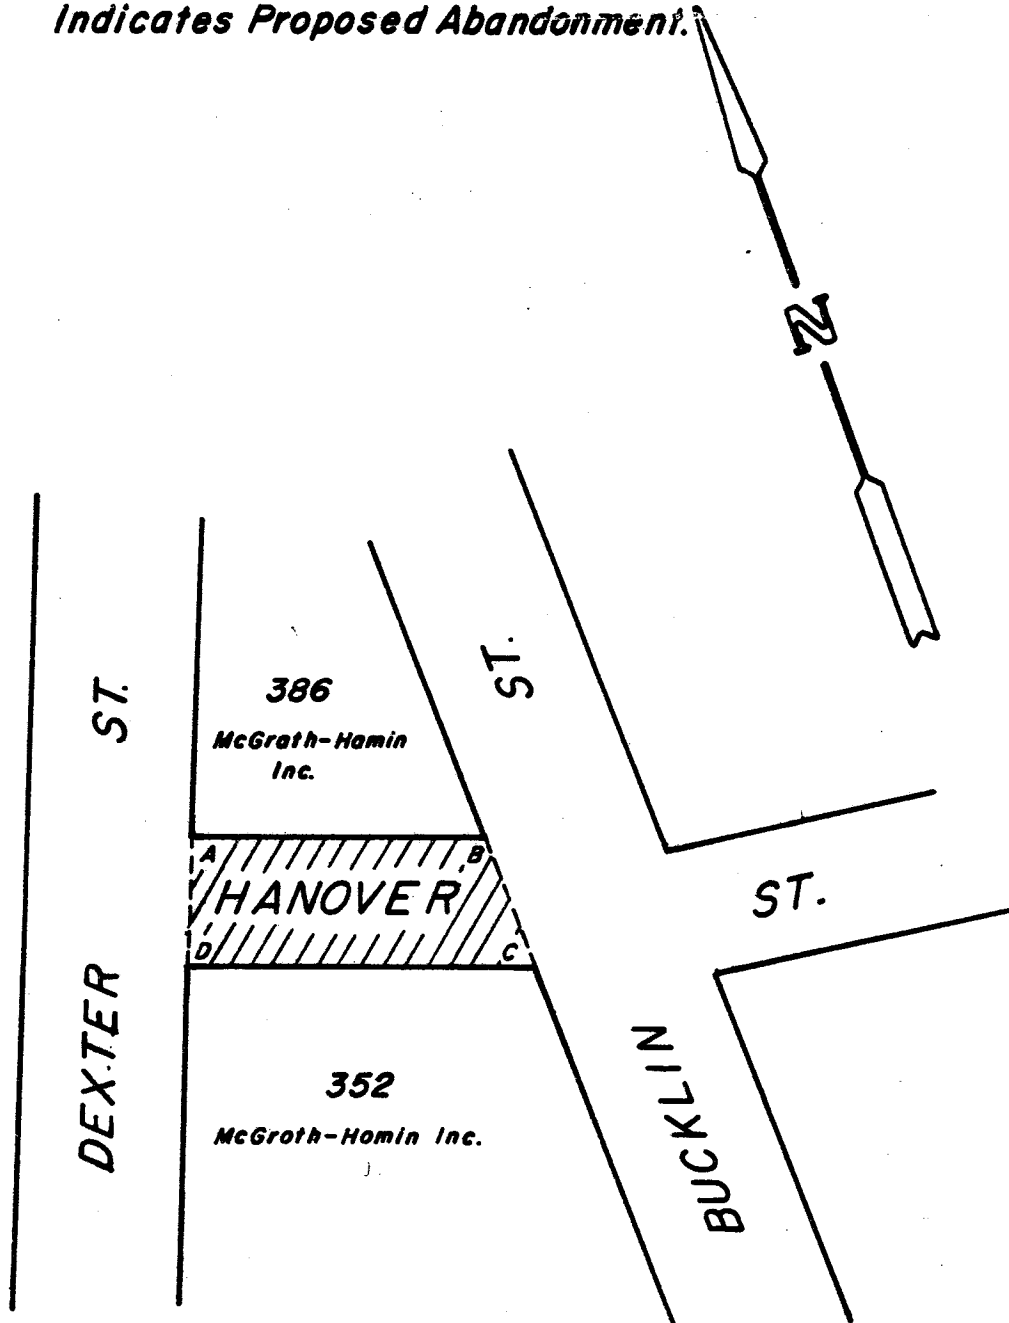 Indicates Proposed Abandonment.
N
ST.
ST.
386
McGrath-Hamin
Inc.
A
B
HANOVER
ST.
D
C
DEXTER
BUCKLIN
352
McGrath-Hamin Inc.